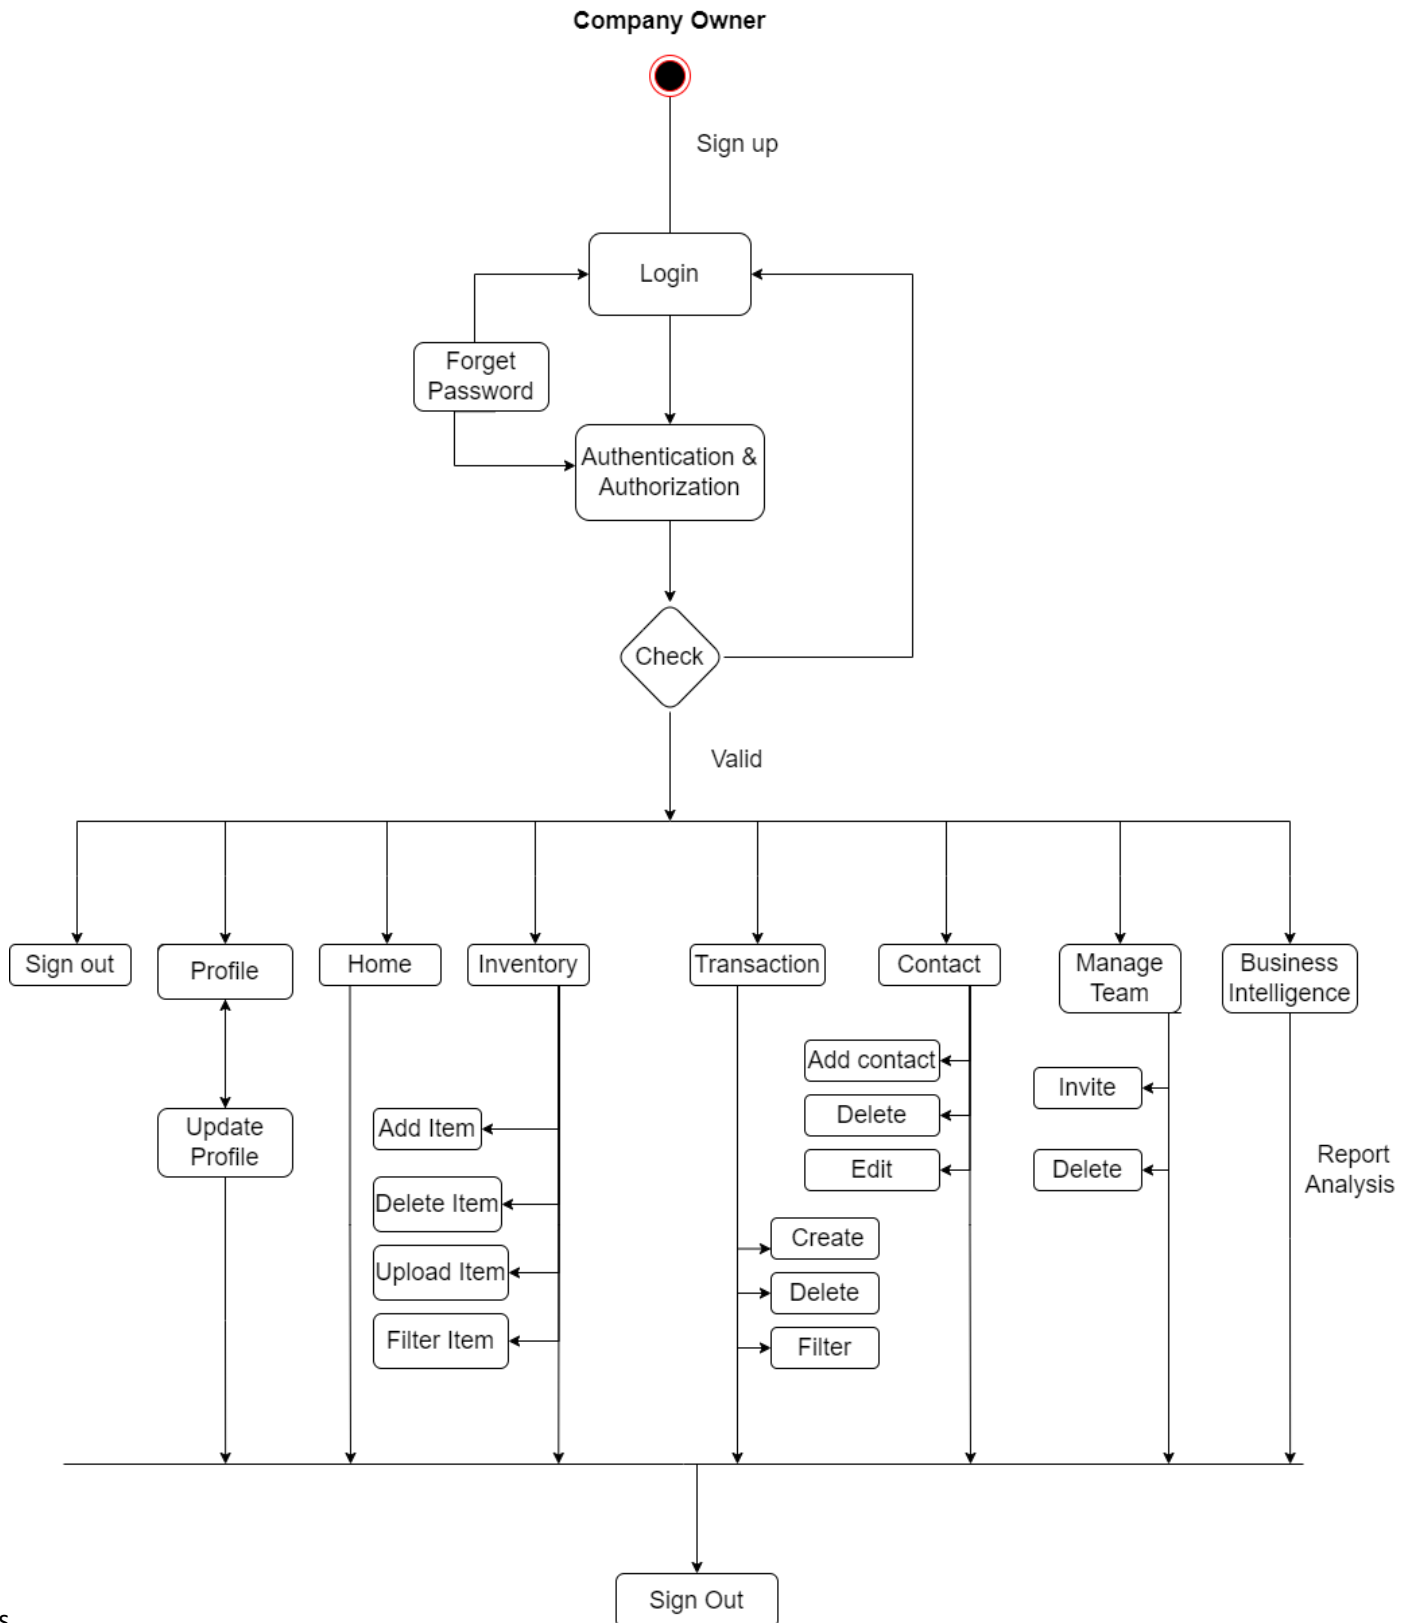 Company Owner
Sign up
Login
Forget
Password
Authentication &
Authorization
Check
Valid
Sign out
Profile
Home
Inventory
Transaction
Contact
Manage
Team
Business
Intelligence
Add contact
Invite
Delete
Add Item
Update
Profile
Report
Analysis
Edit
Delete
Delete Item
Create
Upload Item
Delete
Filter Item
Filter
Sign Out
s